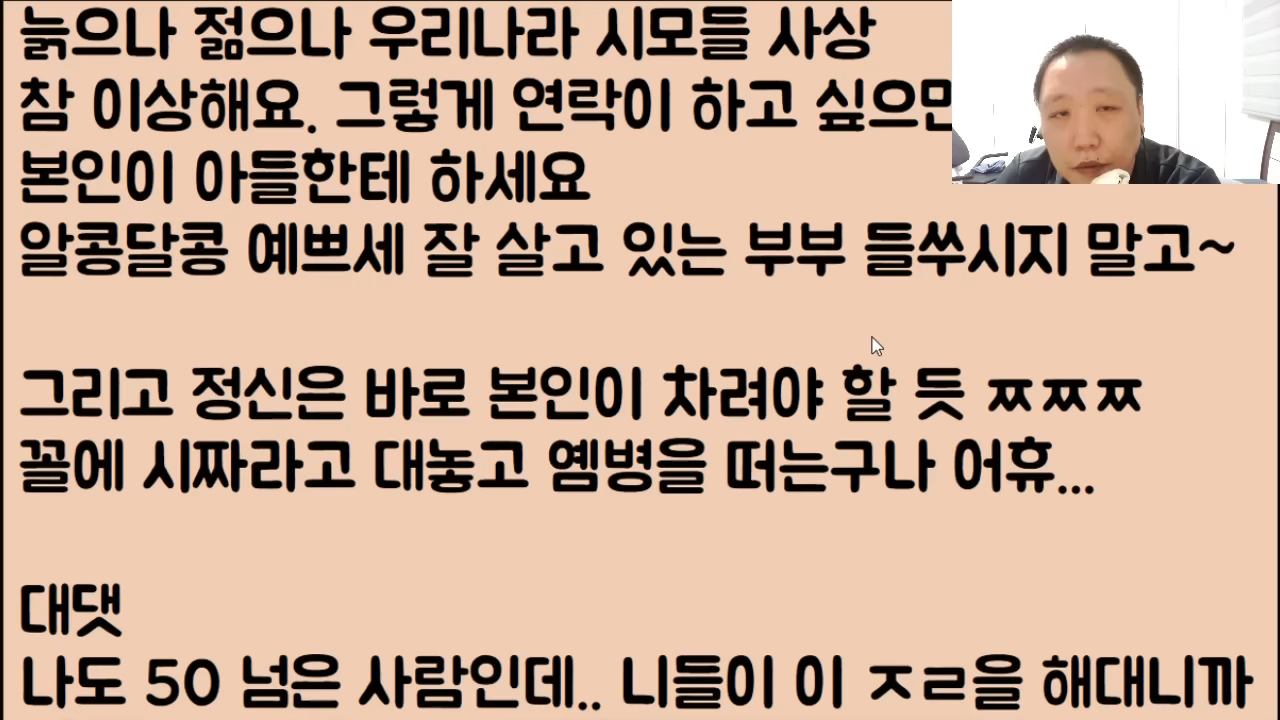 늙으나 젊으나 우리나라 시모들 사상
참 이상해요. 그렇게 연락이 하고 싶으면
본인이 아들한테 하세요
알콩달콩 예쁘세 잘 살고 있는 부부 들쑤시지 말고~
그리고 정신은 바로 본인이 차려야 할 듯 ㅉㅉㅉ
꼴에 시짜라고 대놓고 옘병을 떠는구나 어휴...
대댓
나도 50 넘은 사람인데.. 니들이 이 ㅈㄹ을 해대니까